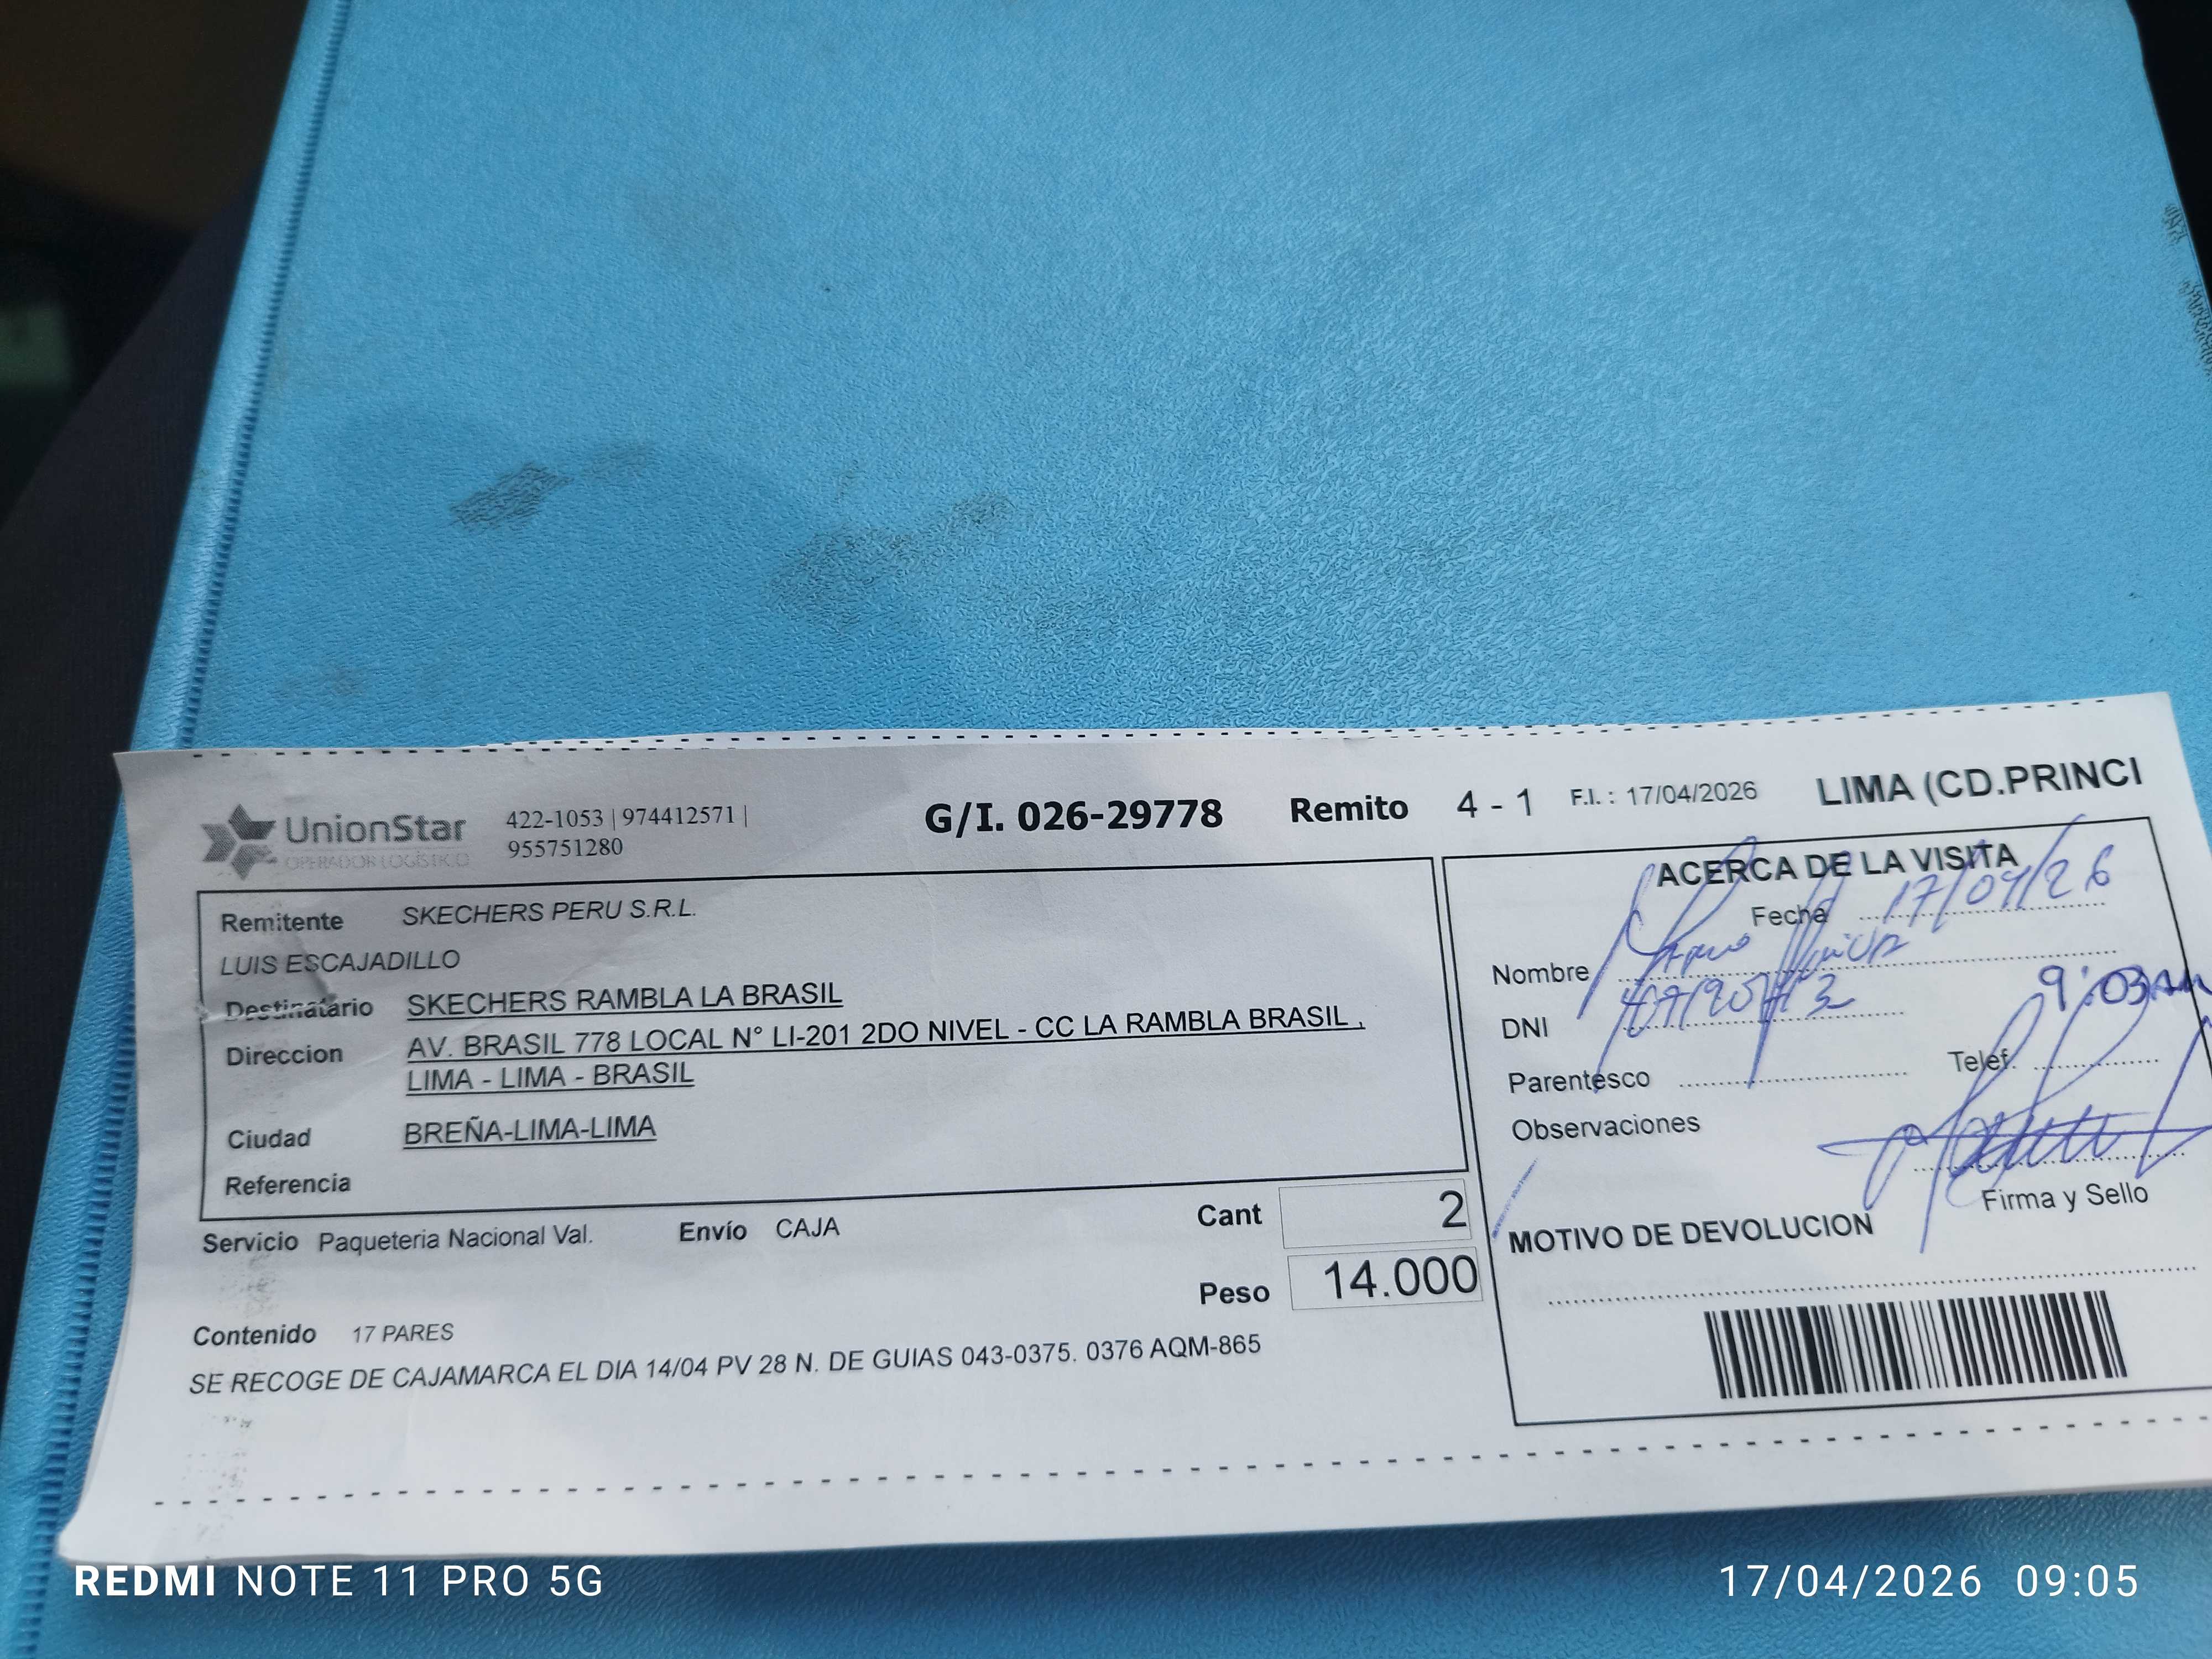 UnionStar
OPERADOR LOGÍSTICO
422-1053 | 974412571 |
955751280
G/I. 026-29778 Remito 4 - 1 F.I. : 17/04/2026 LIMA (CD.PRINCI
Remitente SKECHERS PERU S.R.L.
LUIS ESCAJADILLO
Destinatário SKECHERS RAMBLA LA BRASIL
Direccion AV. BRASIL 778 LOCAL N° LI-201 2DO NIVEL - CC LA RAMBLA BRASIL ,
LIMA - LIMA - BRASIL
Ciudad BREÑA-LIMA-LIMA
Referencia
Servicio Paqueteria Nacional Val. Envío CAJA
Cant 2
Peso 14.000
Contenido 17 PARES
SE RECOGE DE CAJAMARCA EL DIA 14/04 PV 28 N. DE GUIAS 043-0375. 0376 AQM-865
ACERCA DE LA VISITA
Fecha 17/04/26
Nombre
DNI
9:03am
Parentesco Telef.
Observaciones
Firma y Sello
MOTIVO DE DEVOLUCION
REDMI NOTE 11 PRO 5G
17/04/2026 09:05